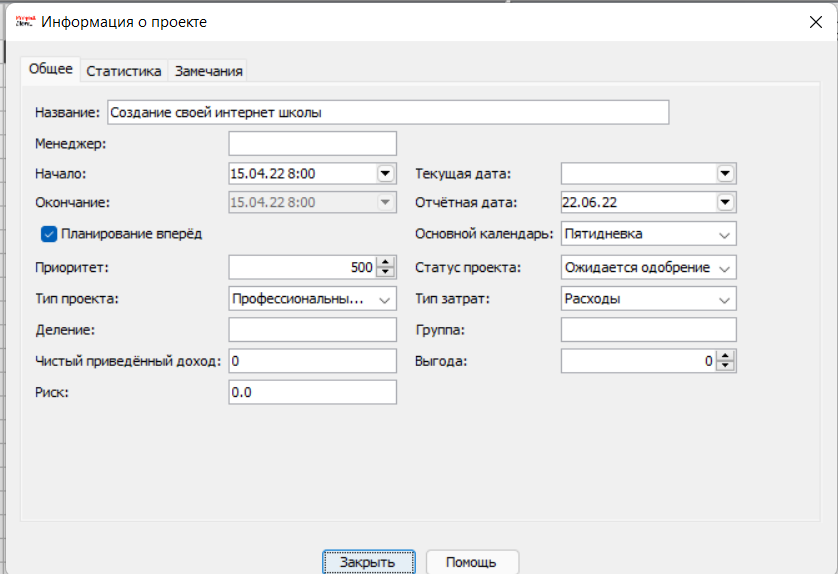 Информация о проекте
Общее Статистика Замечания
Название: Создание своей интернет школы
Менеджер:
Начало: 15.04.22 8:00 Текущая дата:
Окончание: 15.04.22 8:00 Отчётная дата: 22.06.22
Планирование вперёд Основной календарь: Пятидневка
Приоритет: 500 Статус проекта: Ожидается одобрение
Тип проекта: Профессиональны... Тип затрат: Расходы
Деление: Группа:
Чистый приведённый доход: 0 Выгода: 0
Риск: 0.0
Закрыть Помощь